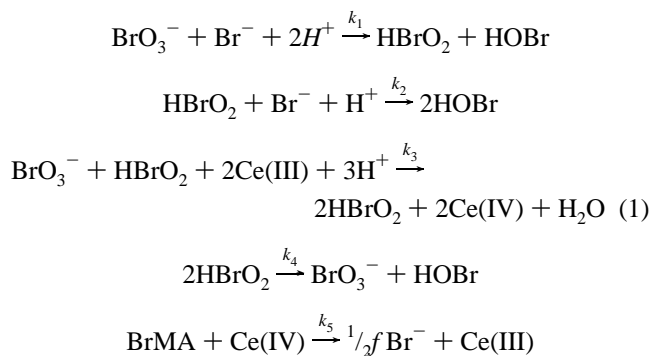 BrO₃⁻ + Br⁻ + 2H⁺ —k₁→ HBrO₂ + HOBr
HBrO₂ + Br⁻ + H⁺ —k₂→ 2HOBr
BrO₃⁻ + HBrO₂ + 2Ce(III) + 3H⁺ —k₃→
2HBrO₂ + 2Ce(IV) + H₂O (1)
2HBrO₂ —k₄→ BrO₃⁻ + HOBr
BrMA + Ce(IV) —k₅→ ¹/₂f Br⁻ + Ce(III)